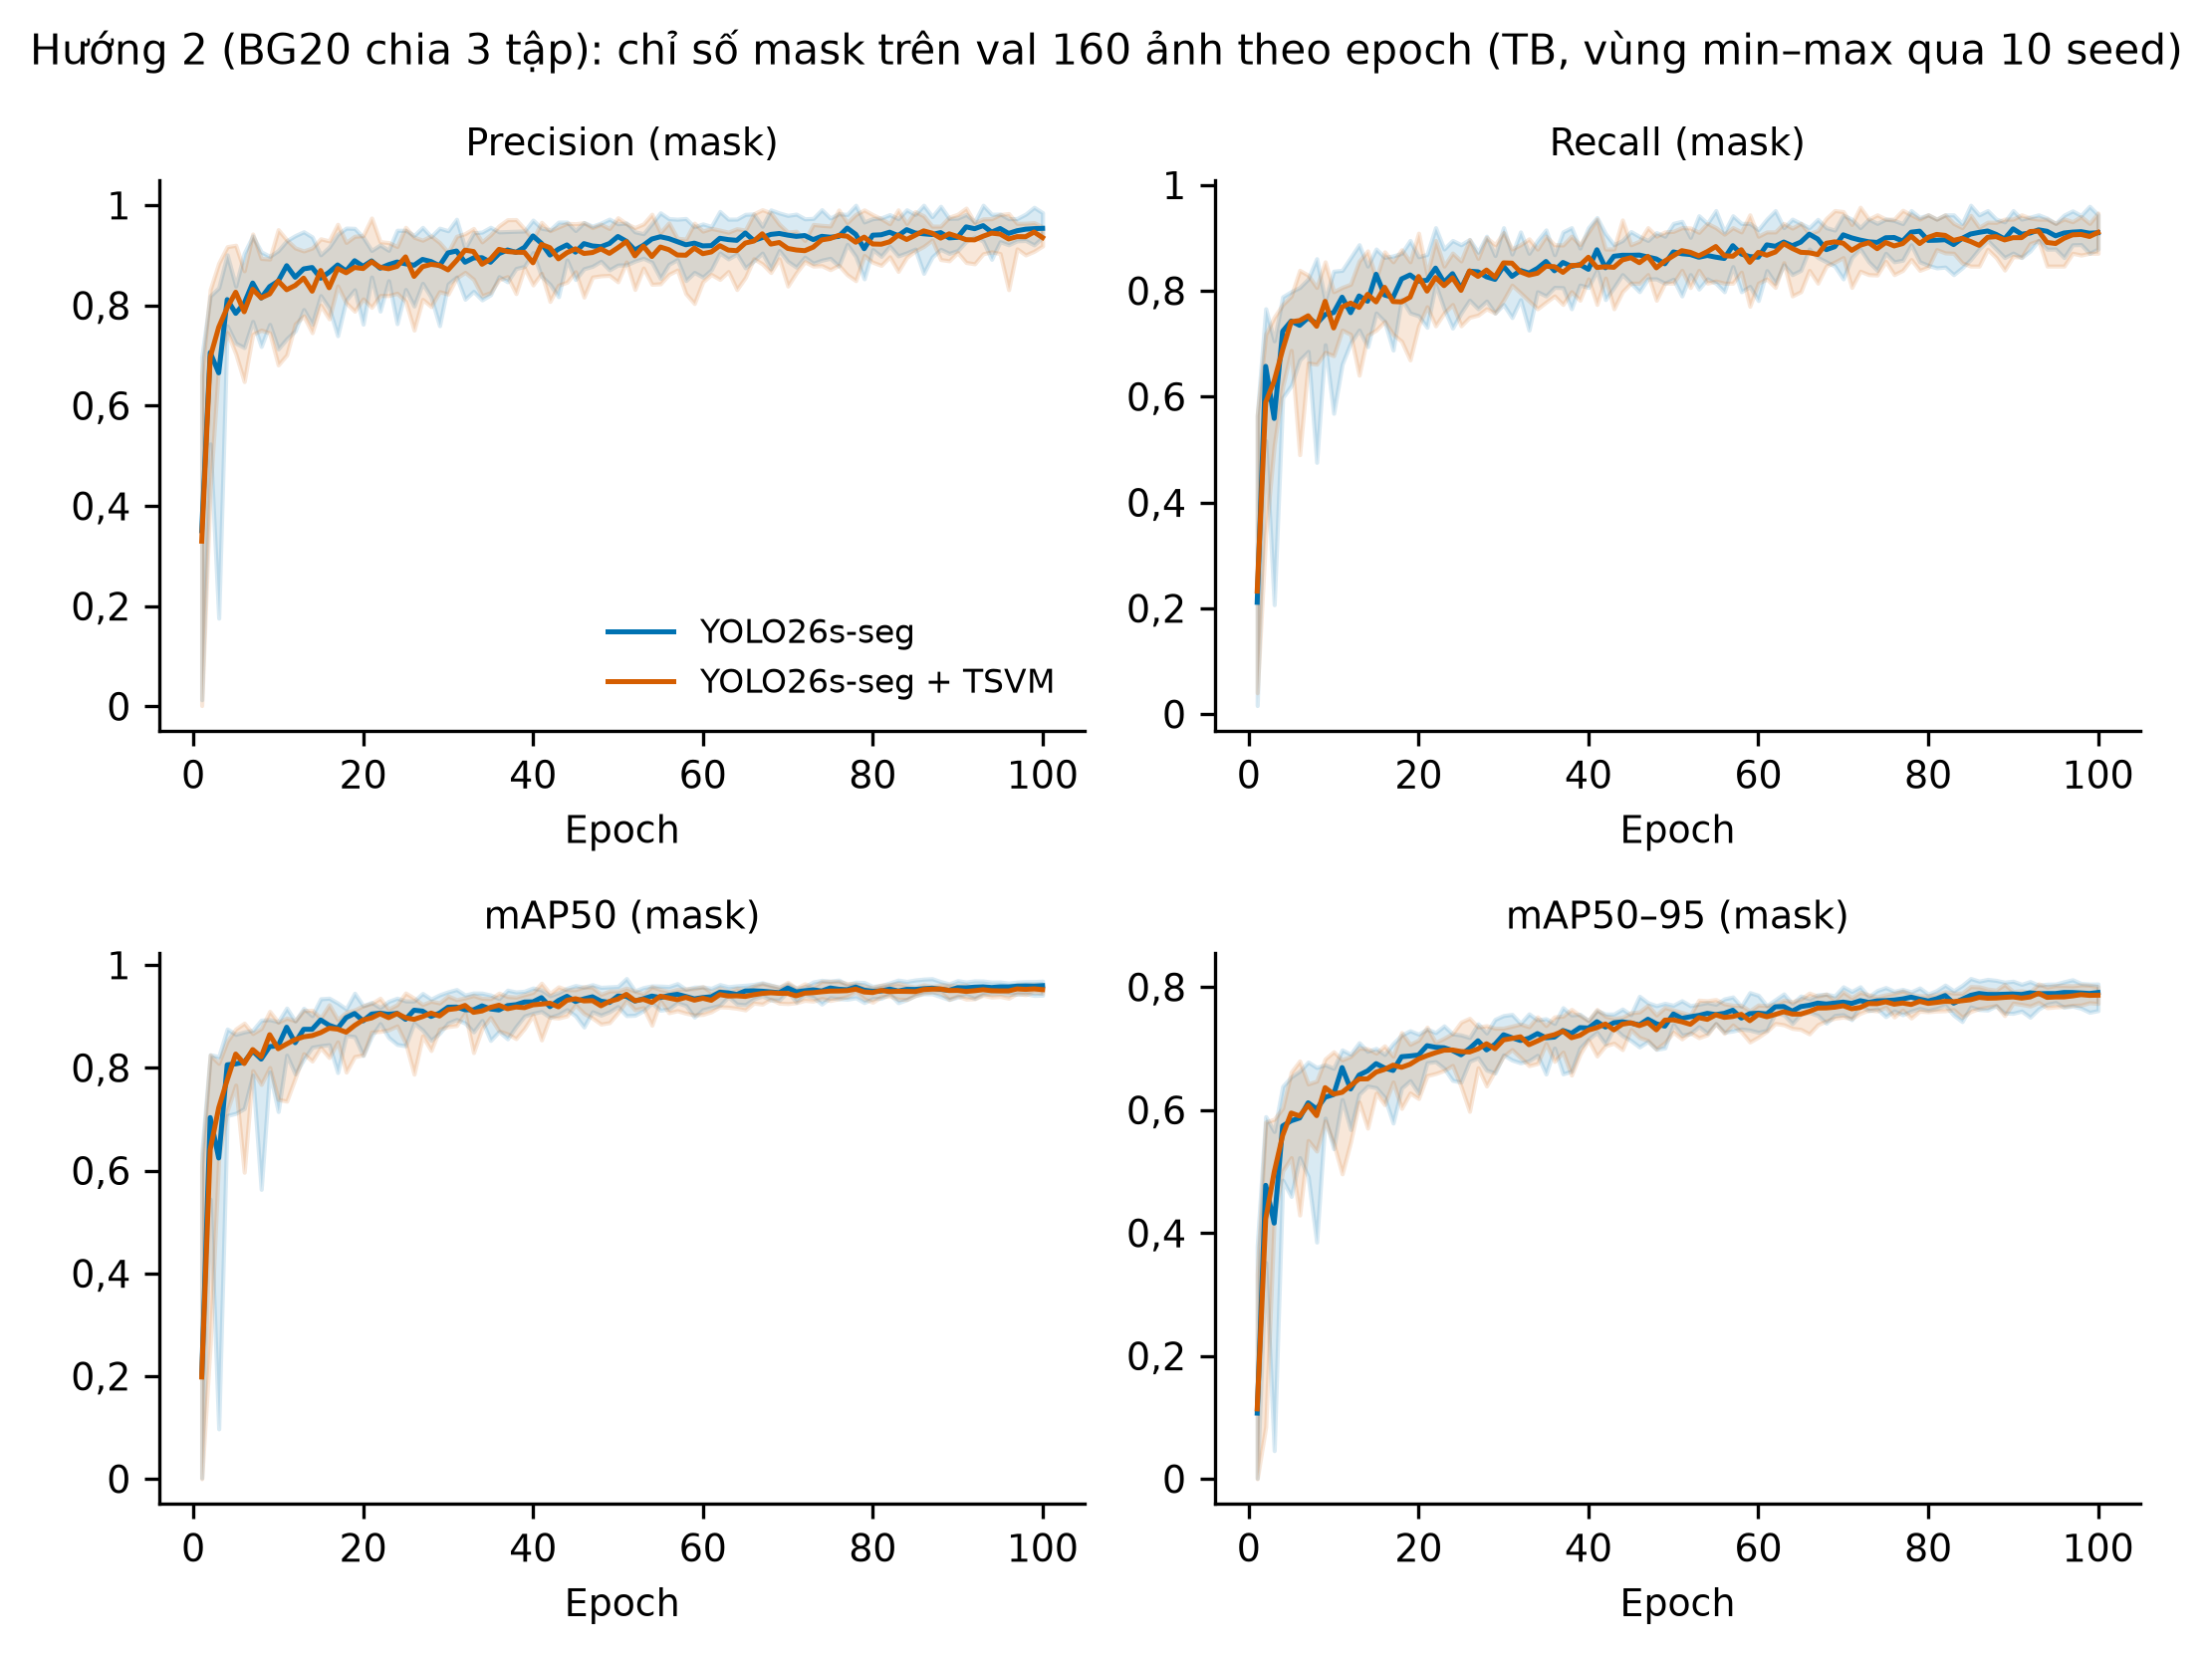 Hướng 2 (BG20 chia 3 tập): chỉ số mask trên val 160 ảnh theo epoch (TB, vùng min–max qua 10 seed)
Precision (mask)
1
0,8
0,6
0,4
0,2
0
YOLO26s-seg
YOLO26s-seg + TSVM
0 20 40 60 80 100
Epoch
Recall (mask)
1
0,8
0,6
0,4
0,2
0
0 20 40 60 80 100
Epoch
mAP50 (mask)
1
0,8
0,6
0,4
0,2
0
0 20 40 60 80 100
Epoch
mAP50–95 (mask)
0,8
0,6
0,4
0,2
0
0 20 40 60 80 100
Epoch